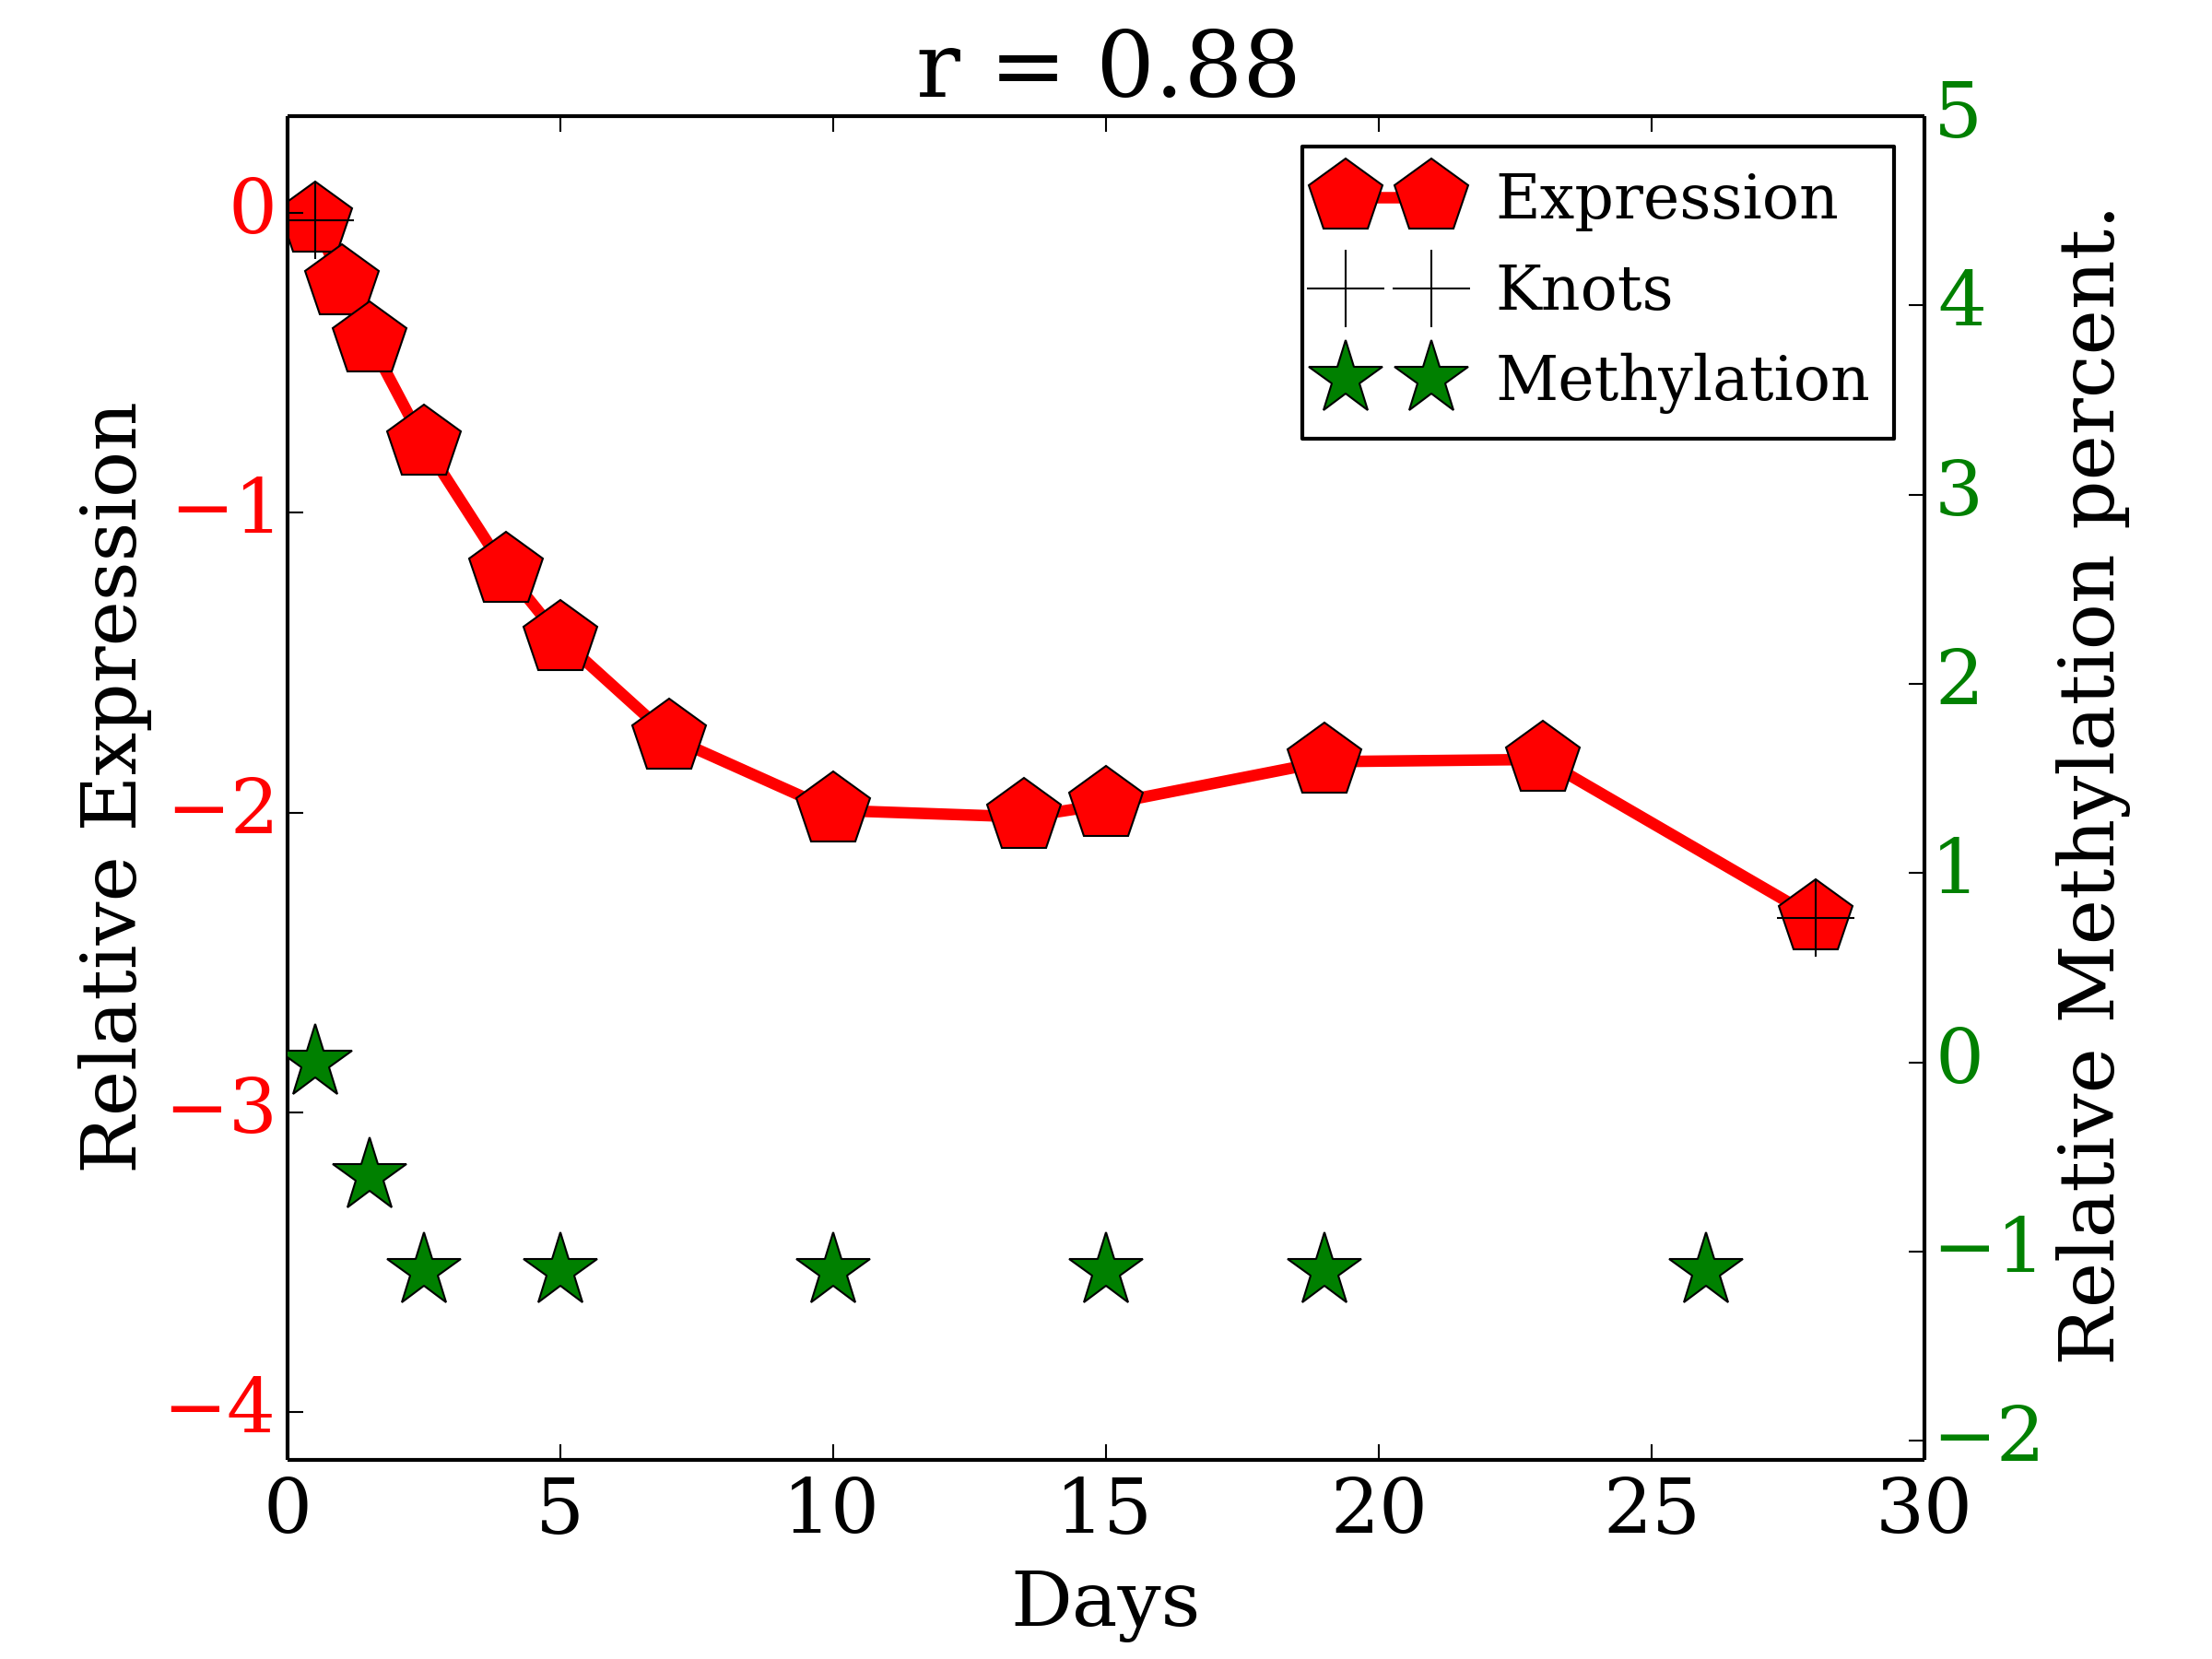 r = 0.88
Expression
Knots
Methylation
Relative Expression
0
−1
−2
−3
−4
5
4
3
2
1
0
−1
−2
Relative Methylation percent.
0 5 10 15 20 25 30
Days